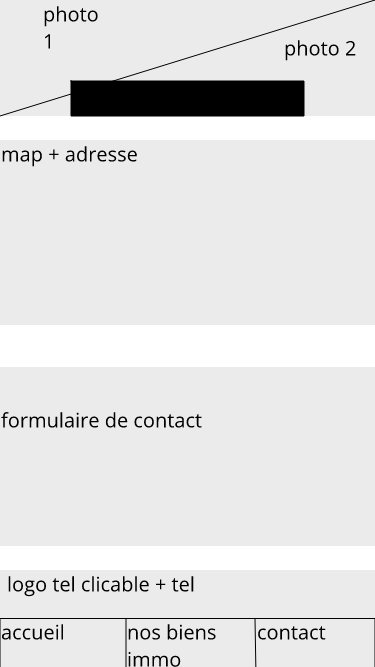 photo
1
photo 2
map + adresse
formulaire de contact
logo tel clicable + tel
accueil
nos biens
immo
contact